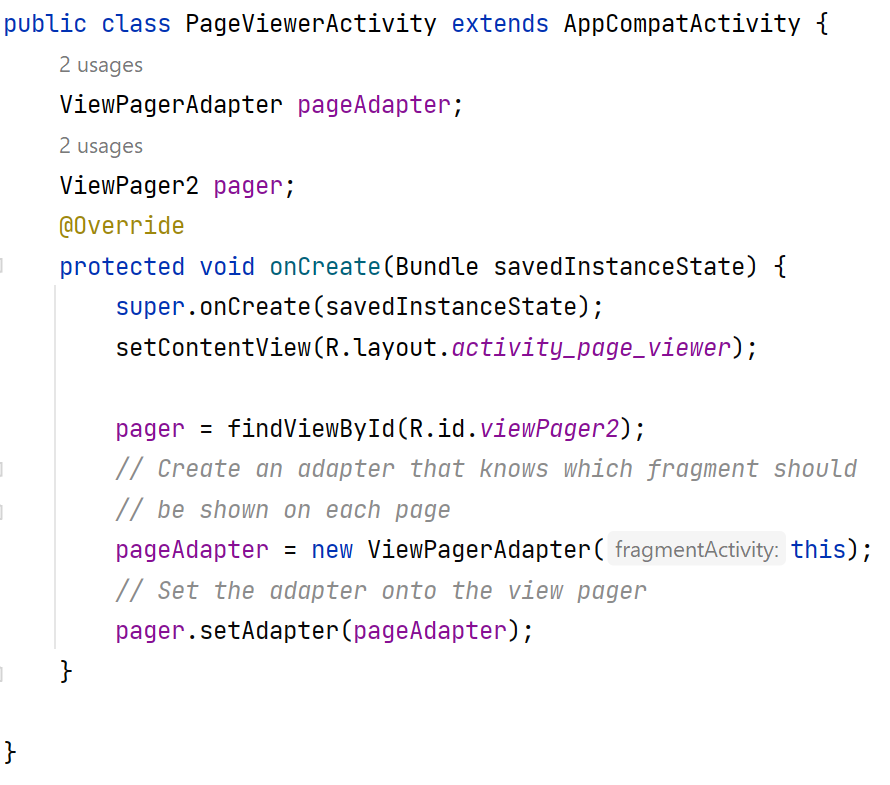 public class PageViewerActivity extends AppCompatActivity {
2 usages
ViewPagerAdapter pageAdapter;
2 usages
ViewPager2 pager;
@Override
protected void onCreate(Bundle savedInstanceState) {
super.onCreate(savedInstanceState);
setContentView(R.layout.activity_page_viewer);
pager = findViewById(R.id.viewPager2);
// Create an adapter that knows which fragment should
// be shown on each page
pageAdapter = new ViewPagerAdapter( fragmentActivity: this);
// Set the adapter onto the view pager
pager.setAdapter(pageAdapter);
}
}